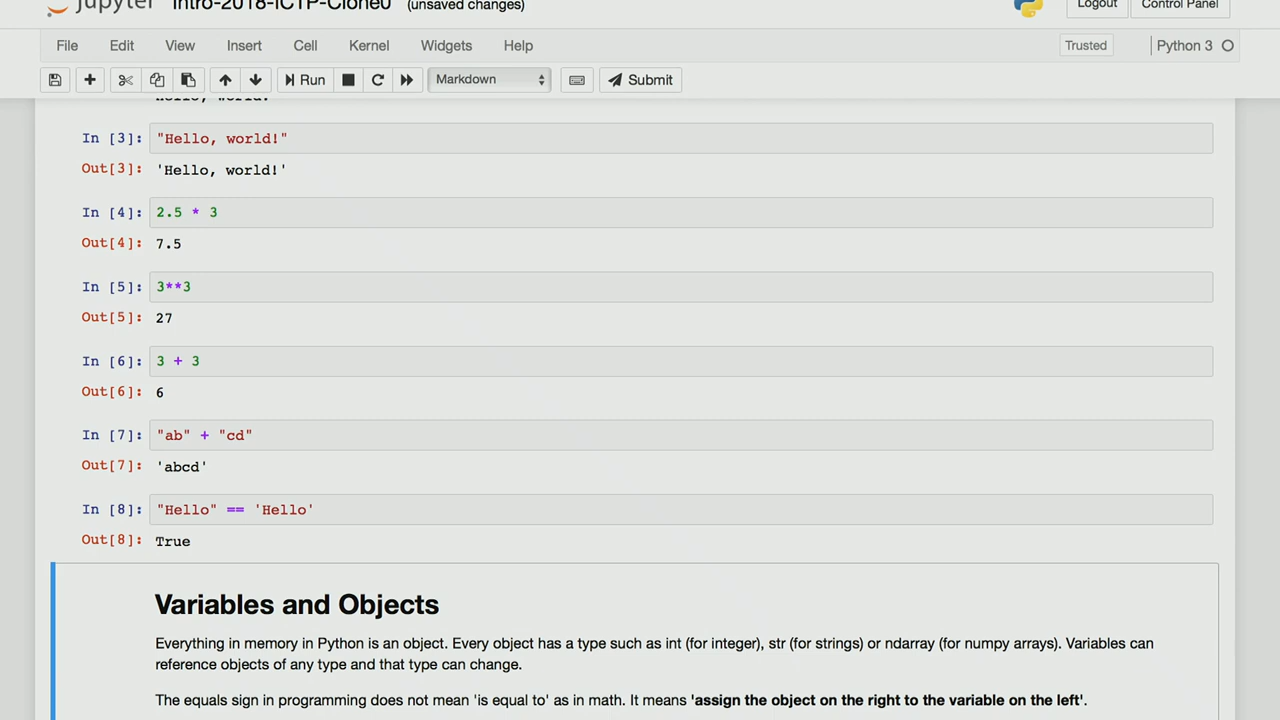 jupyter Intro-2018-ICTP-Clone0 (unsaved changes) Logout Control Panel
File Edit View Insert Cell Kernel Widgets Help Trusted Python 3
Run Markdown Submit
Hello, world!
In [3]: "Hello, world!"
Out[3]: 'Hello, world!'
In [4]: 2.5 * 3
Out[4]: 7.5
In [5]: 3**3
Out[5]: 27
In [6]: 3 + 3
Out[6]: 6
In [7]: "ab" + "cd"
Out[7]: 'abcd'
In [8]: "Hello" == 'Hello'
Out[8]: True
Variables and Objects
Everything in memory in Python is an object. Every object has a type such as int (for integer), str (for strings) or ndarray (for numpy arrays). Variables can
reference objects of any type and that type can change.
The equals sign in programming does not mean 'is equal to' as in math. It means 'assign the object on the right to the variable on the left'.